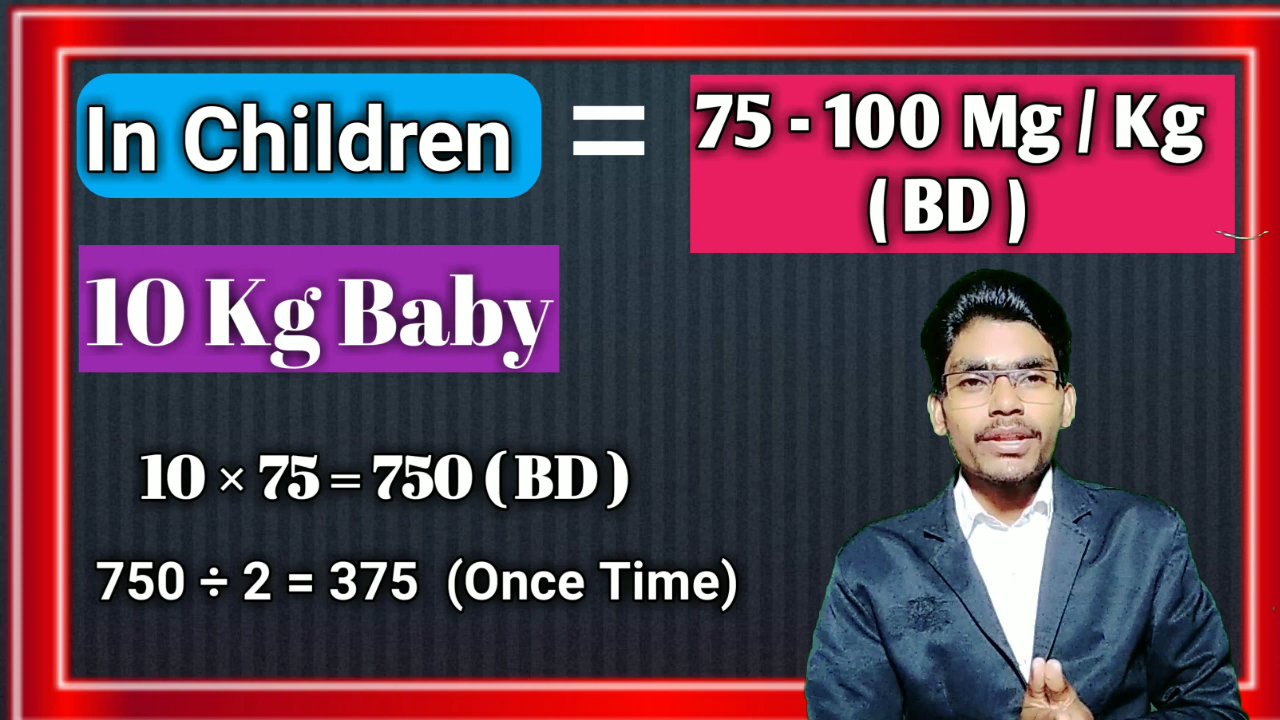 In Children = 75 - 100 Mg / Kg
( BD )
10 Kg Baby
10 × 75 = 750 ( BD )
750 ÷ 2 = 375 (Once Time)